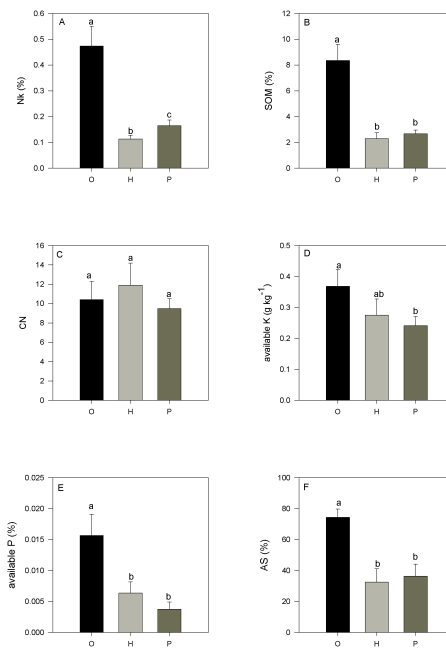 A
Nk (%)
0.6
0.5
0.4
0.3
0.2
0.1
0.0
a
b
c
O H P
B
SOM (%)
12
10
8
6
4
2
0
a
b
b
O H P
C
CN
16
14
12
10
8
6
4
2
0
a
a
a
O H P
D
available K (g kg⁻¹)
0.5
0.4
0.3
0.2
0.1
0.0
a
ab
b
O H P
E
available P (%)
0.025
0.020
0.015
0.010
0.005
0.000
a
b
b
O H P
F
AS (%)
100
80
60
40
20
0
a
b
b
O H P